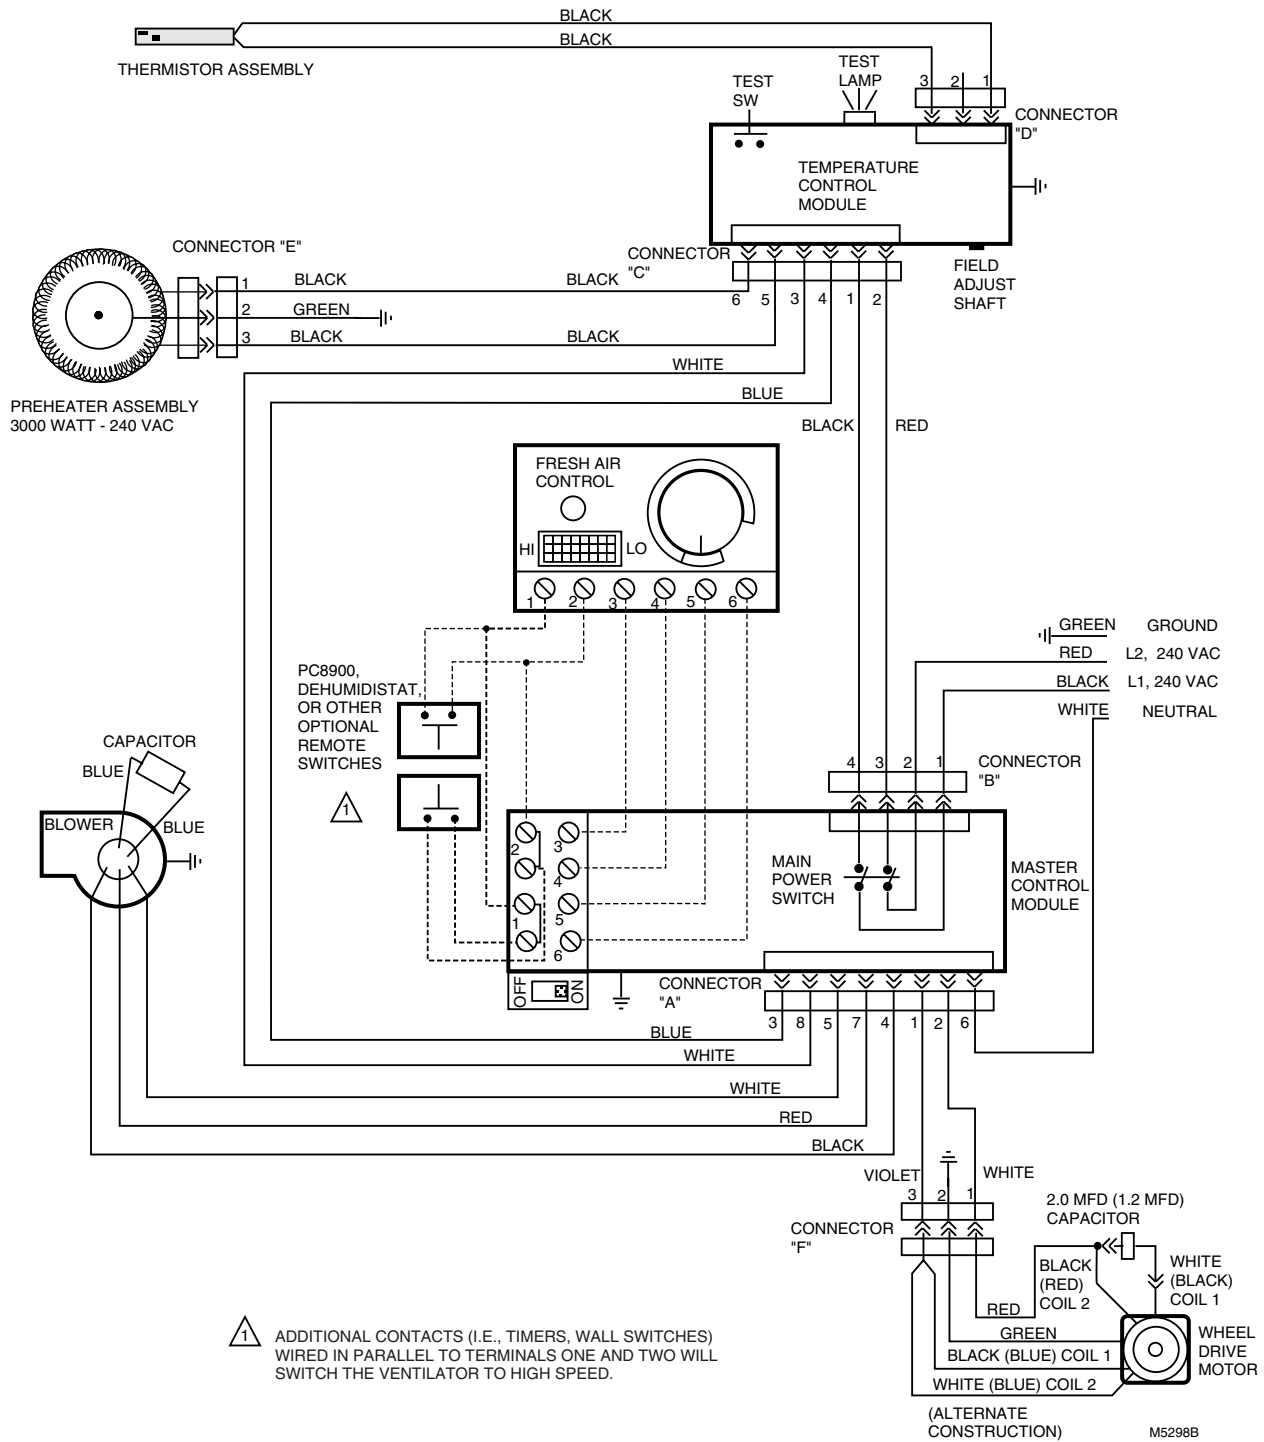 BLACK
BLACK
THERMISTOR ASSEMBLY
TEST
SW
TEST
LAMP
3 2 1
CONNECTOR
"D"
TEMPERATURE
CONTROL
MODULE
CONNECTOR "E"
CONNECTOR
"C"
FIELD
ADJUST
SHAFT
6 5 3 4 1 2
1
BLACK
BLACK
2
GREEN
3
BLACK
BLACK
WHITE
BLUE
PREHEATER ASSEMBLY
3000 WATT - 240 VAC
BLACK
RED
FRESH AIR
CONTROL
HI
LO
1 2 3 4 5 6
GREEN
GROUND
RED
L2, 240 VAC
BLACK
L1, 240 VAC
WHITE
NEUTRAL
PC8900,
DEHUMIDISTAT,
OR OTHER
OPTIONAL
REMOTE
SWITCHES
1
CAPACITOR
BLUE
BLOWER
BLUE
4 3 2 1
CONNECTOR
"B"
2
3
4
1
5
6
MAIN
POWER
SWITCH
MASTER
CONTROL
MODULE
OFF
ON
CONNECTOR
"A"
3 8 5 7 4 1 2 6
BLUE
WHITE
WHITE
RED
BLACK
VIOLET
WHITE
3 2 1
CONNECTOR
"F"
2.0 MFD (1.2 MFD)
CAPACITOR
BLACK
(RED)
COIL 2
WHITE
(BLACK)
COIL 1
RED
GREEN
BLACK (BLUE) COIL 1
WHITE (BLUE) COIL 2
WHEEL
DRIVE
MOTOR
(ALTERNATE
CONSTRUCTION)
1
ADDITIONAL CONTACTS (I.E., TIMERS, WALL SWITCHES)
WIRED IN PARALLEL TO TERMINALS ONE AND TWO WILL
SWITCH THE VENTILATOR TO HIGH SPEED.
M5298B